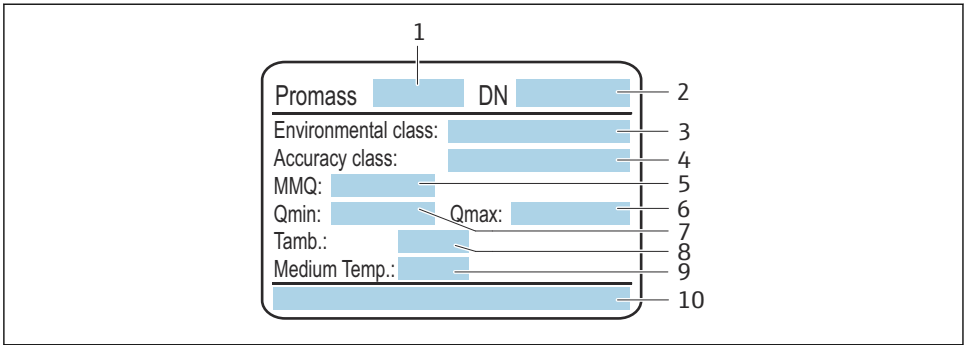 1
Promass DN 2
Environmental class: 3
Accuracy class: 4
MMQ: 5
Qmin: Qmax: 6
7
Tamb.: 8
Medium Temp.: 9
10